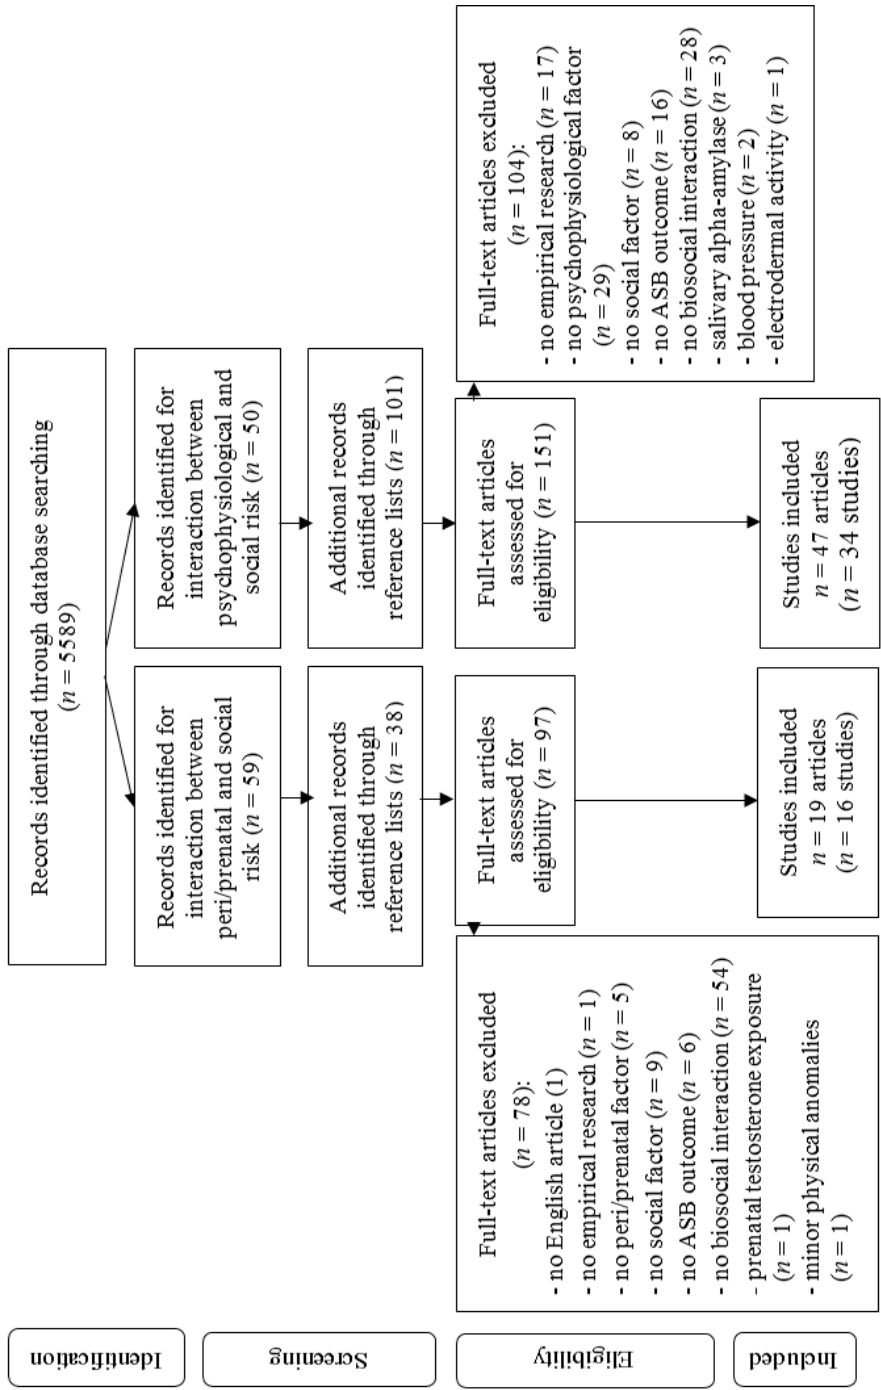 Identification
Records identified through database searching
(n = 5589)
Screening
Records identified for
interaction between
peri/prenatal and social
risk (n = 59)
Records identified for
interaction between
psychophysiological and
social risk (n = 50)
Additional records
identified through
reference lists (n = 38)
Additional records
identified through
reference lists (n = 101)
Eligibility
Full-text articles excluded
(n = 78):
- no English article (1)
- no empirical research (n = 1)
- no peri/prenatal factor (n = 5)
- no social factor (n = 9)
- no ASB outcome (n = 6)
- no biosocial interaction (n = 54)
- prenatal testosterone exposure
(n = 1)
- minor physical anomalies
(n = 1)
Full-text articles
assessed for
eligibility (n = 97)
Full-text articles
assessed for
eligibility (n = 151)
Full-text articles excluded
(n = 104):
- no empirical research (n = 17)
- no psychophysiological factor
(n = 29)
- no social factor (n = 8)
- no ASB outcome (n = 16)
- no biosocial interaction (n = 28)
- salivary alpha-amylase (n = 3)
- blood pressure (n = 2)
- electrodermal activity (n = 1)
Included
Studies included
n = 19 articles
(n = 16 studies)
Studies included
n = 47 articles
(n = 34 studies)